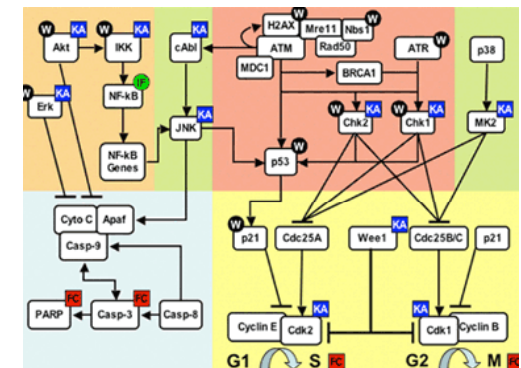 W H2AX W Mre11 Nbs1 W
W Akt KA W IKK KA cAbl KA ATM Rad50 W ATR KA p38
MDC1 BRCA1
W Erk KA NF-kB IF
W Chk2 KA W Chk1 KA MK2 KA
JNK KA
NF-kB
Genes
p53 W
Cyto C Apaf
Casp-9
W p21 Cdc25A Wee1 KA Cdc25B/C p21
PARP FC Casp-3 FC Casp-8
Cyclin E Cdk2 KA KA Cdk1 Cyclin B
G1 S FC G2 M FC